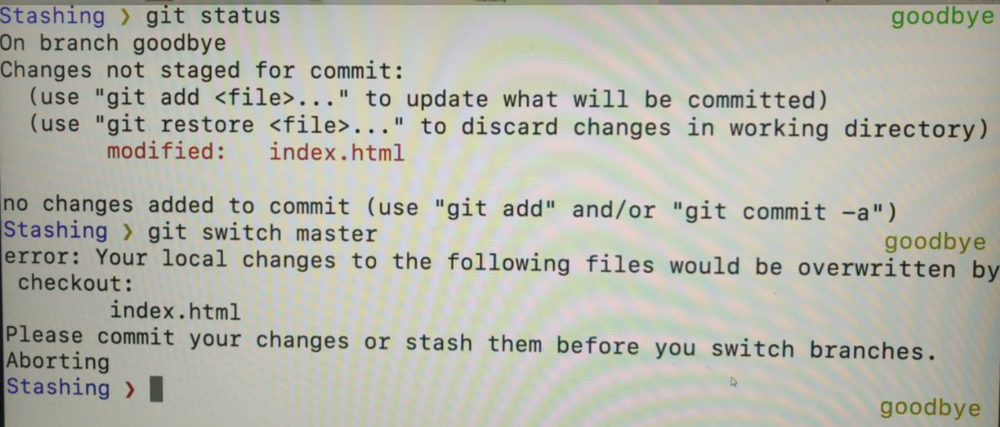 Stashing ❯ git status goodbye
On branch goodbye
Changes not staged for commit:
(use "git add <file>..." to update what will be committed)
(use "git restore <file>..." to discard changes in working directory)
modified: index.html
no changes added to commit (use "git add" and/or "git commit -a")
Stashing ❯ git switch master goodbye
error: Your local changes to the following files would be overwritten by
checkout:
index.html
Please commit your changes or stash them before you switch branches.
Aborting
Stashing ❯
goodbye